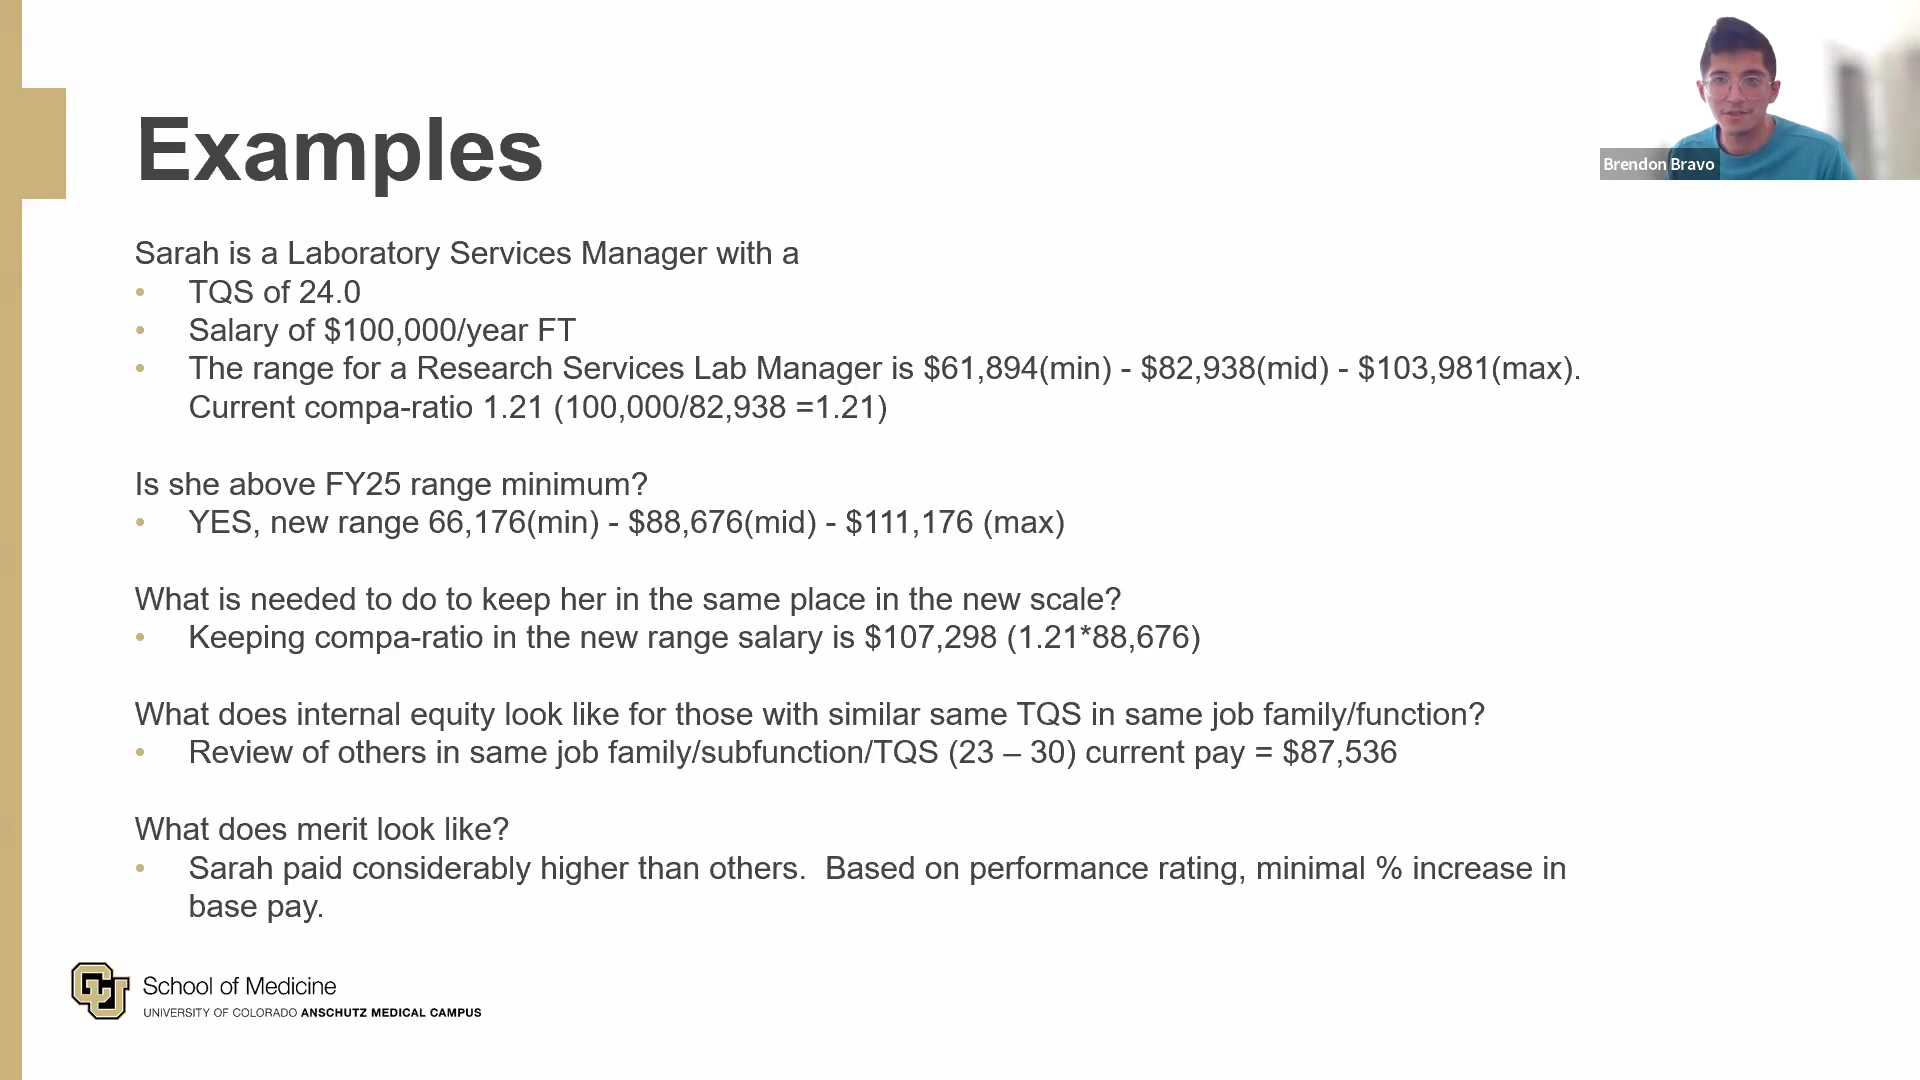 Examples
Brendon Bravo
Sarah is a Laboratory Services Manager with a
• TQS of 24.0
• Salary of $100,000/year FT
• The range for a Research Services Lab Manager is $61,894(min) - $82,938(mid) - $103,981(max).
Current compa-ratio 1.21 (100,000/82,938 =1.21)
Is she above FY25 range minimum?
• YES, new range 66,176(min) - $88,676(mid) - $111,176 (max)
What is needed to do to keep her in the same place in the new scale?
• Keeping compa-ratio in the new range salary is $107,298 (1.21*88,676)
What does internal equity look like for those with similar same TQS in same job family/function?
• Review of others in same job family/subfunction/TQS (23 – 30) current pay = $87,536
What does merit look like?
• Sarah paid considerably higher than others.  Based on performance rating, minimal % increase in
base pay.
CU
School of Medicine
UNIVERSITY OF COLORADO ANSCHUTZ MEDICAL CAMPUS